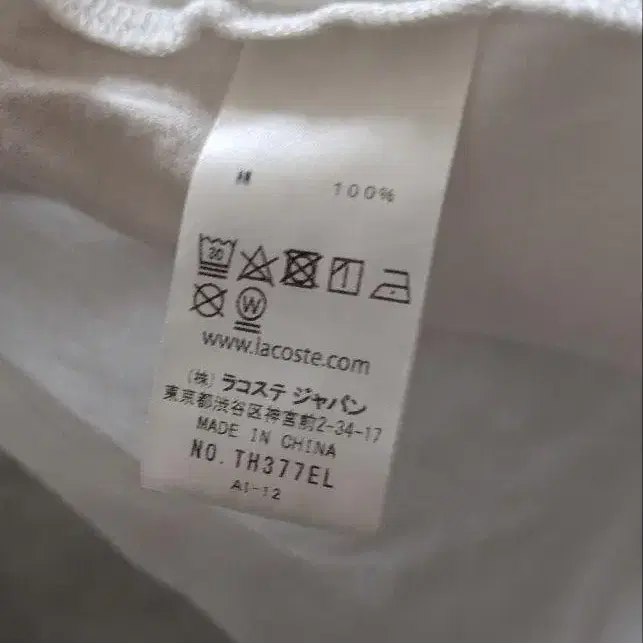 綿 100%
30
W
www.lacoste.com
(株) ラコステ ジャパン
東京都渋谷区神宮前2-34-17
MADE IN CHINA
NO. TH377EL
AI-12